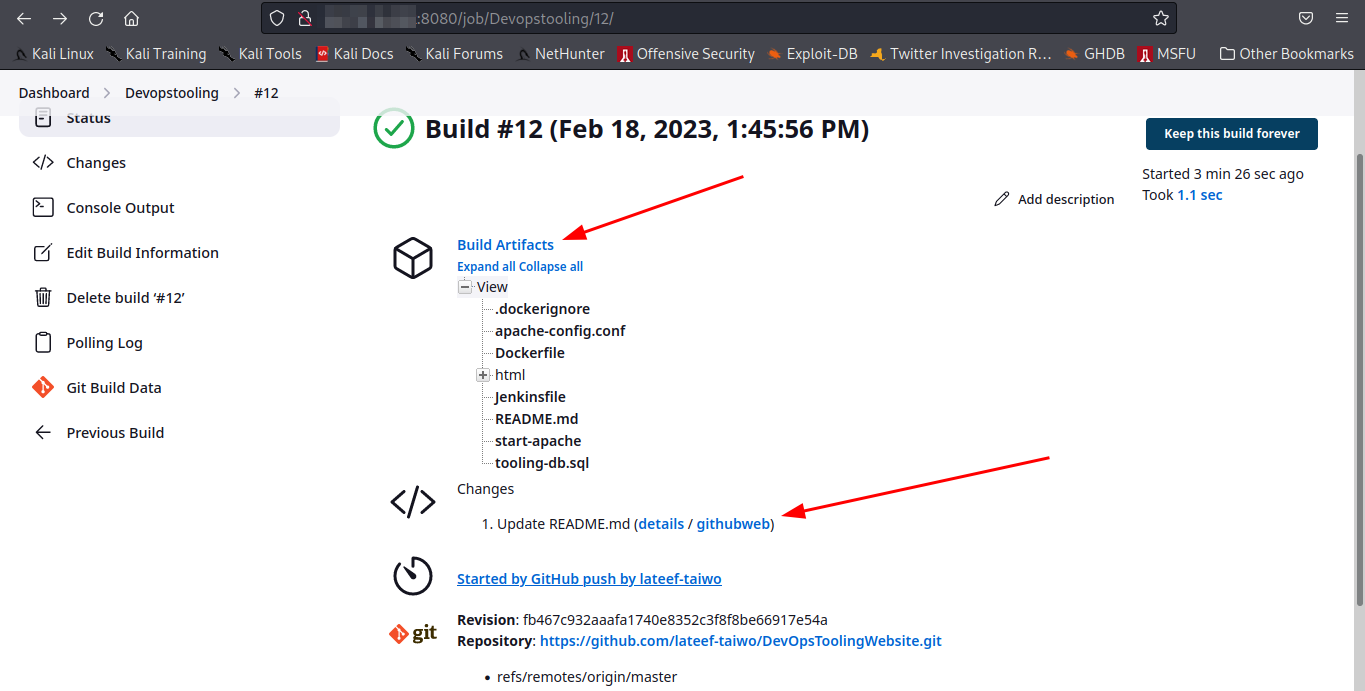 :8080/job/Devopstooling/12/
Kali Linux Kali Training Kali Tools Kali Docs Kali Forums NetHunter Offensive Security Exploit-DB Twitter Investigation R... GHDB MSFU Other Bookmarks
Dashboard > Devopstooling > #12
Status
Changes
Console Output
Edit Build Information
Delete build ‘#12’
Polling Log
Git Build Data
Previous Build
Build #12 (Feb 18, 2023, 1:45:56 PM)
Keep this build forever
Started 3 min 26 sec ago
Took 1.1 sec
Add description
Build Artifacts
Expand all Collapse all
View
.dockerignore
apache-config.conf
Dockerfile
html
Jenkinsfile
README.md
start-apache
tooling-db.sql
Changes
1. Update README.md (details / githubweb)
Started by GitHub push by lateef-taiwo
git
Revision: fb467c932aaafa1740e8352c3f8f8be66917e54a
Repository: https://github.com/lateef-taiwo/DevOpsToolingWebsite.git
• refs/remotes/origin/master